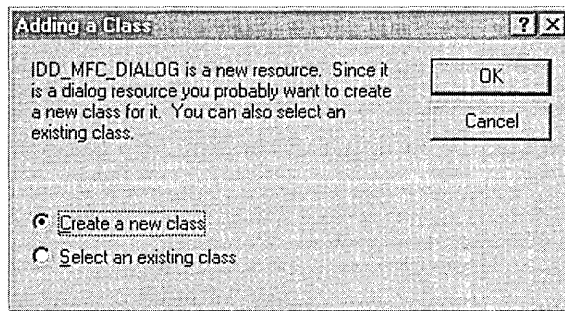 Adding a Class
IDD_MFC_DIALOG is a new resource. Since it
is a dialog resource you probably want to create
a new class for it. You can also select an
existing class.
OK
Cancel
Create a new class
Select an existing class